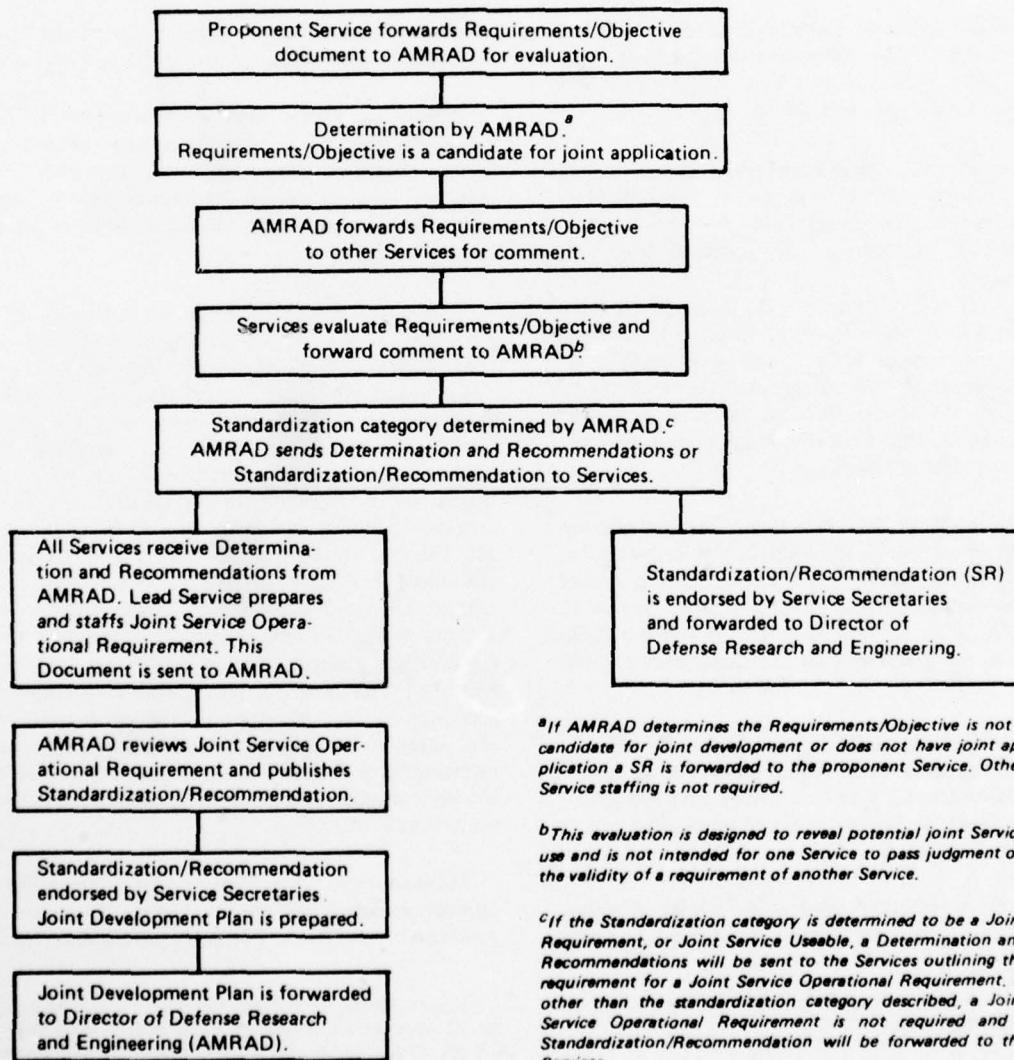 Proponent Service forwards Requirements/Objective
document to AMRAD for evaluation.
Determination by AMRAD.a
Requirements/Objective is a candidate for joint application.
AMRAD forwards Requirements/Objective
to other Services for comment.
Services evaluate Requirements/Objective and
forward comment to AMRADb.
Standardization category determined by AMRAD.c
AMRAD sends Determination and Recommendations or
Standardization/Recommendation to Services.
All Services receive Determina-
tion and Recommendations from
AMRAD. Lead Service prepares
and staffs Joint Service Opera-
tional Requirement. This
Document is sent to AMRAD.
AMRAD reviews Joint Service Oper-
ational Requirement and publishes
Standardization/Recommendation.
Standardization/Recommendation
endorsed by Service Secretaries
Joint Development Plan is prepared.
Joint Development Plan is forwarded
to Director of Defense Research
and Engineering (AMRAD).
Standardization/Recommendation (SR)
is endorsed by Service Secretaries
and forwarded to Director of
Defense Research and Engineering.
aIf AMRAD determines the Requirements/Objective is not
candidate for joint development or does not have joint ap
plication a SR is forwarded to the proponent Service. Othe
Service staffing is not required.
bThis evaluation is designed to reveal potential joint Servic
use and is not intended for one Service to pass judgment o
the validity of a requirement of another Service.
cIf the Standardization category is determined to be a Join
Requirement, or Joint Service Useable, a Determination an
Recommendations will be sent to the Services outlining th
requirement for a Joint Service Operational Requirement.
other than the standardization category described, a Join
Service Operational Requirement is not required and
Standardization/Recommendation will be forwarded to th